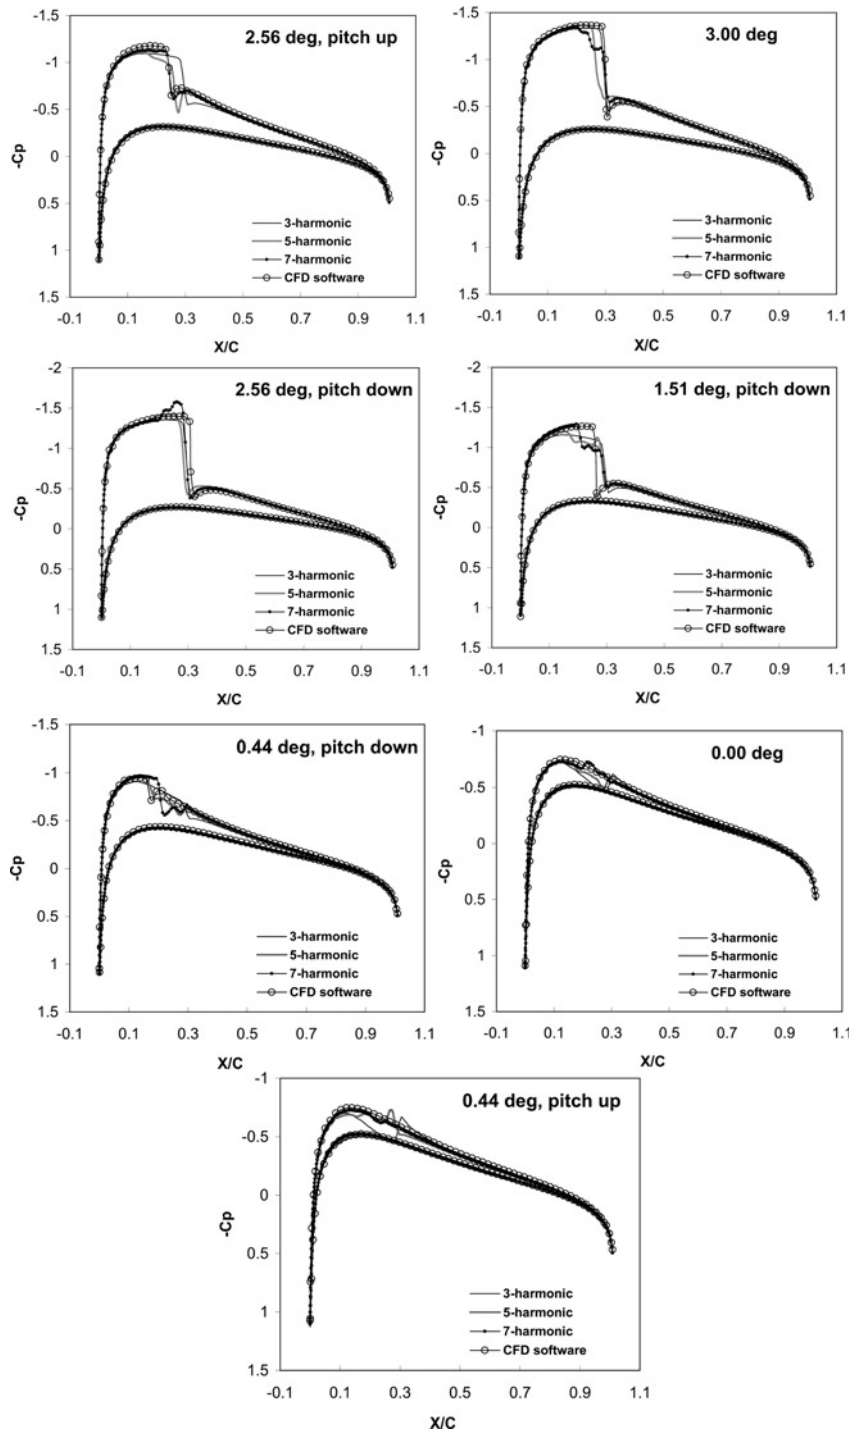 2.56 deg, pitch up
-1.5
-1
-0.5
0
0.5
1
1.5
-Cp
3-harmonic
5-harmonic
7-harmonic
CFD software
-0.1 0.1 0.3 0.5 0.7 0.9 1.1
X/C
3.00 deg
-1.5
-1
-0.5
0
0.5
1
1.5
-Cp
3-harmonic
5-harmonic
7-harmonic
CFD software
-0.1 0.1 0.3 0.5 0.7 0.9 1.1
X/C
2.56 deg, pitch down
-2
-1.5
-1
-0.5
0
0.5
1
1.5
-Cp
3-harmonic
5-harmonic
7-harmonic
CFD software
-0.1 0.1 0.3 0.5 0.7 0.9 1.1
X/C
1.51 deg, pitch down
-2
-1.5
-1
-0.5
0
0.5
1
1.5
-Cp
3-harmonic
5-harmonic
7-harmonic
CFD software
-0.1 0.1 0.3 0.5 0.7 0.9 1.1
X/C
0.44 deg, pitch down
-1.5
-1
-0.5
0
0.5
1
1.5
-Cp
3-harmonic
5-harmonic
7-harmonic
CFD software
-0.1 0.1 0.3 0.5 0.7 0.9 1.1
X/C
0.00 deg
-1
-0.5
0
0.5
1
1.5
-Cp
3-harmonic
5-harmonic
7-harmonic
CFD software
-0.1 0.1 0.3 0.5 0.7 0.9 1.1
X/C
0.44 deg, pitch up
-1
-0.5
0
0.5
1
1.5
-Cp
3-harmonic
5-harmonic
7-harmonic
CFD software
-0.1 0.1 0.3 0.5 0.7 0.9 1.1
X/C